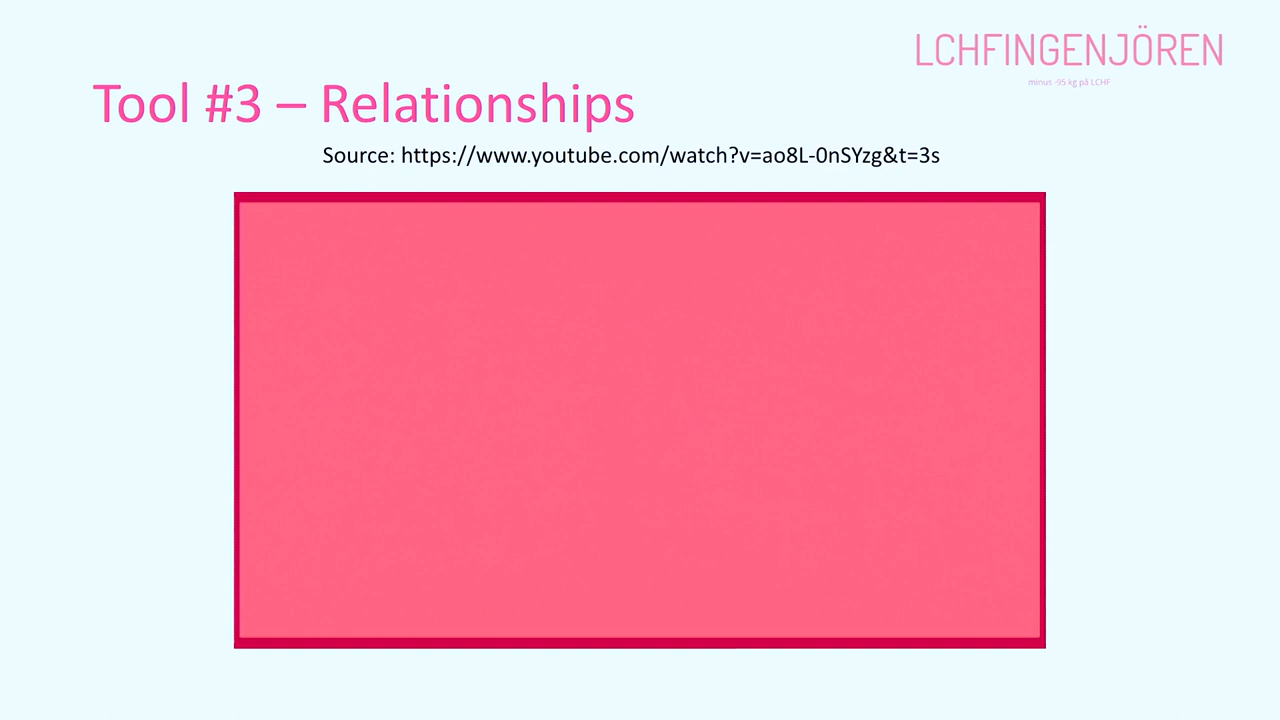 LCHFINGENJÖREN
minus -95 kg på LCHF
Tool #3 – Relationships
Source: https://www.youtube.com/watch?v=ao8L-0nSYzg&t=3s